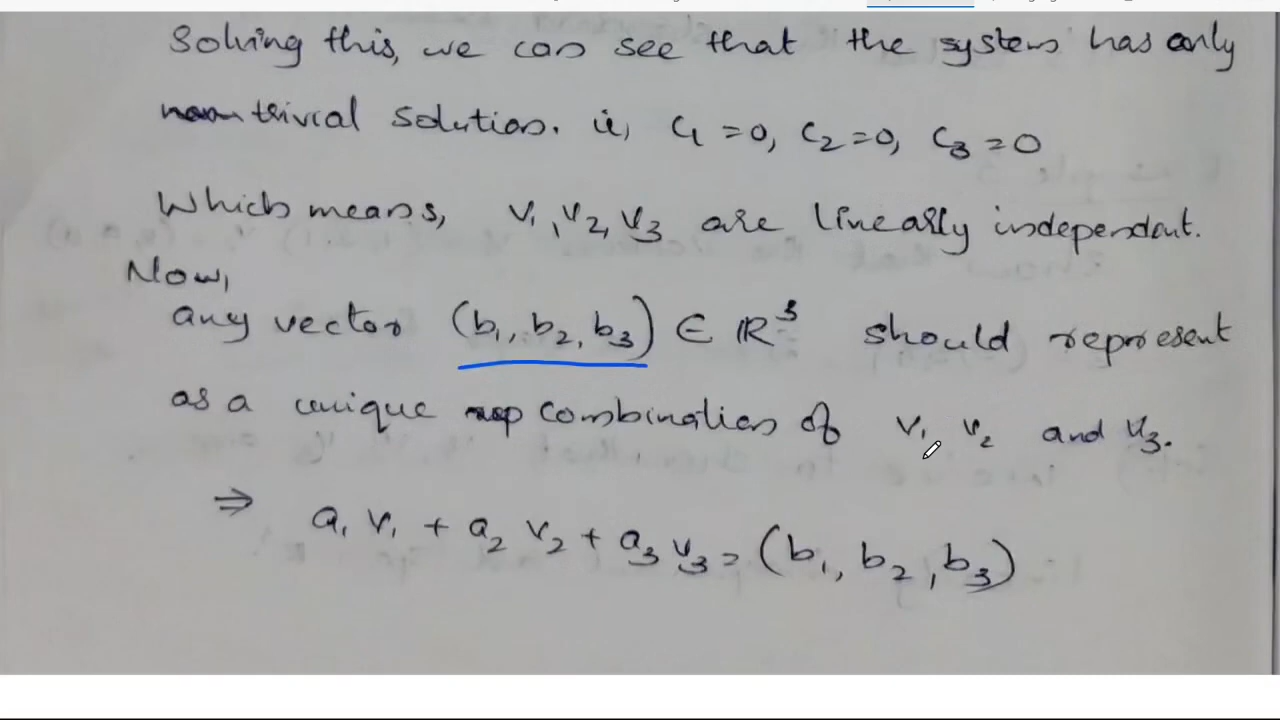 Solving this, we can see that the system has only
trivial solution. ie, c₁ = 0, c₂ = 0, c₃ = 0
Which means, v₁, v₂, v₃ are linearly independent.
Now,
any vector (b₁, b₂, b₃) ∈ ℝ³ should represent
as a unique combination of v₁, v₂ and v₃.
⇒ a₁ v₁ + a₂ v₂ + a₃ v₃ = (b₁, b₂, b₃)